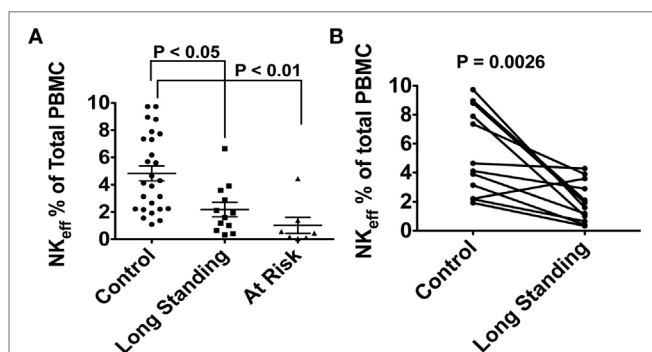 A
P < 0.05
P < 0.01
NKeff % of Total PBMC
10
8
6
4
2
0
Control
Long Standing
At Risk
B
P = 0.0026
NKeff % of total PBMC
10
8
6
4
2
0
Control
Long Standing